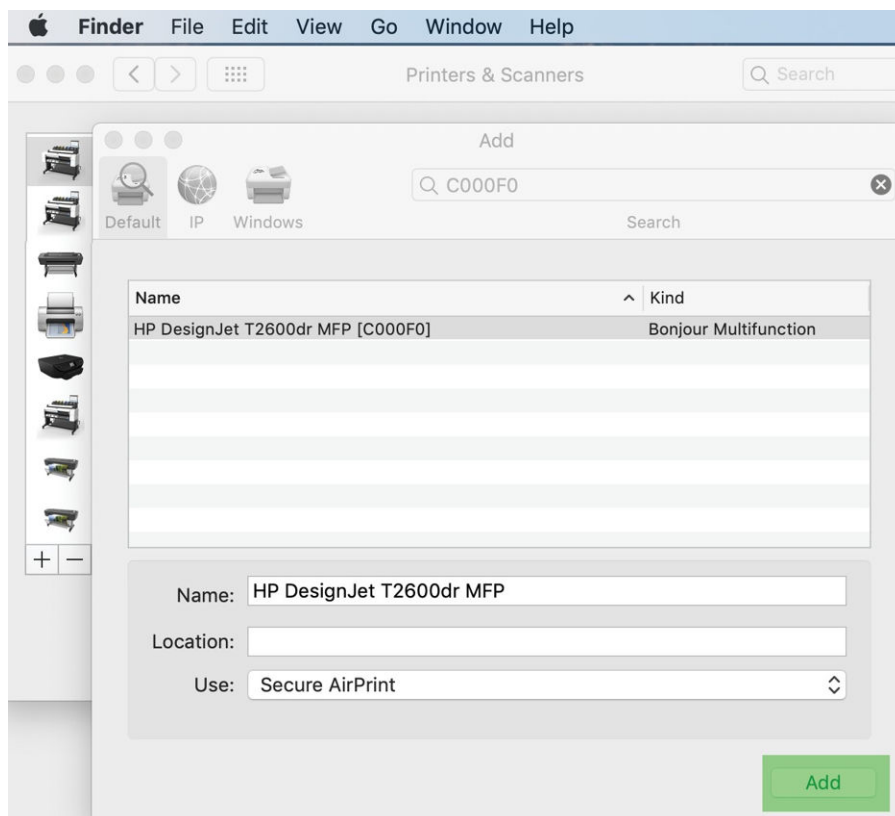 Finder File Edit View Go Window Help
Printers & Scanners Search
Add
C000F0
Default IP Windows Search
Name Kind
HP DesignJet T2600dr MFP [C000F0] Bonjour Multifunction
+ −
Name: HP DesignJet T2600dr MFP
Location:
Use: Secure AirPrint
Add